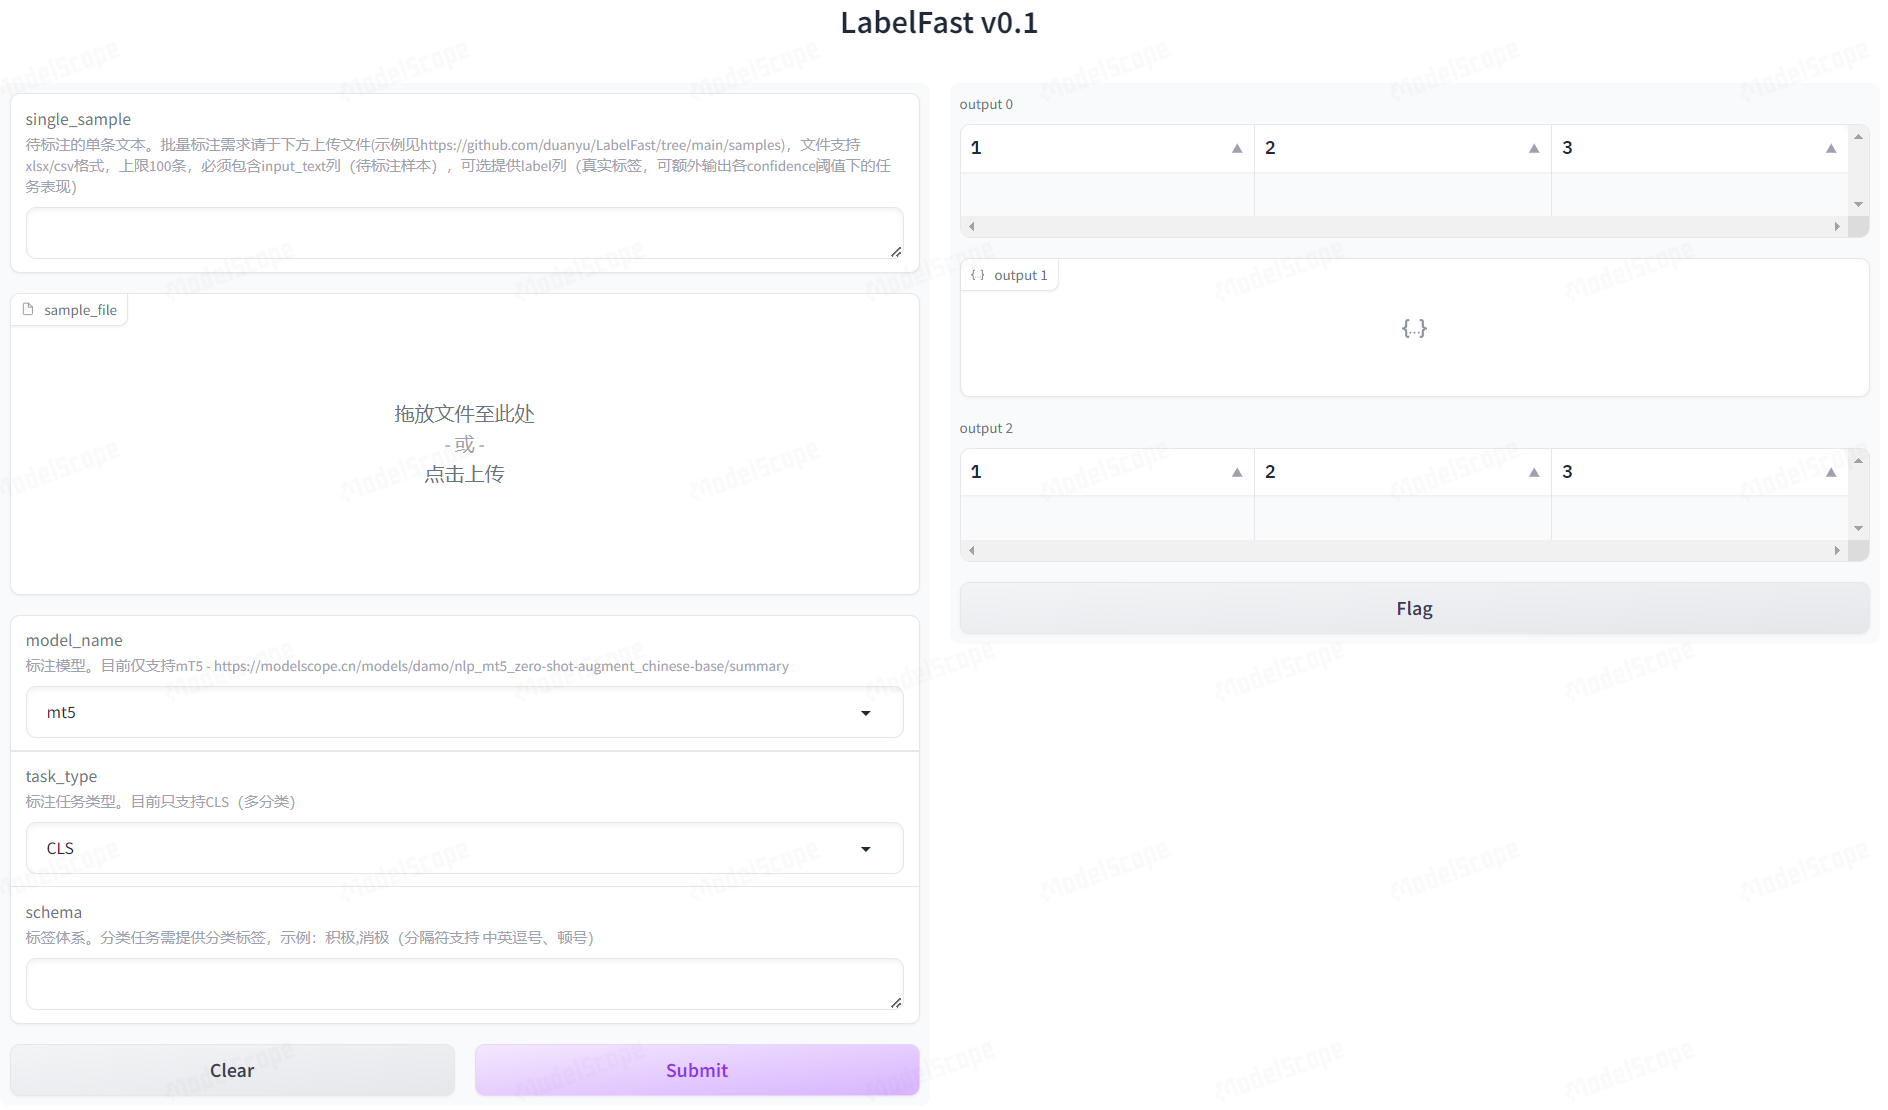 LabelFast v0.1
single_sample
待标注的单条文本。批量标注需求请于下方上传文件(示例见https://github.com/duanyu/LabelFast/tree/main/samples)，文件支持
xlsx/csv格式，上限100条，必须包含input_text列（待标注样本），可选提供label列（真实标签，可额外输出各confidence阈值下的任
务表现）
sample_file
拖放文件至此处
- 或 -
点击上传
model_name
标注模型。目前仅支持mT5 - https://modelscope.cn/models/damo/nlp_mt5_zero-shot-augment_chinese-base/summary
mt5
task_type
标注任务类型。目前只支持CLS（多分类）
CLS
schema
标签体系。分类任务需提供分类标签，示例：积极,消极（分隔符支持 中英逗号、顿号）
Clear
Submit
output 0
1 2 3
output 1
{...}
output 2
1 2 3
Flag
ModelScope